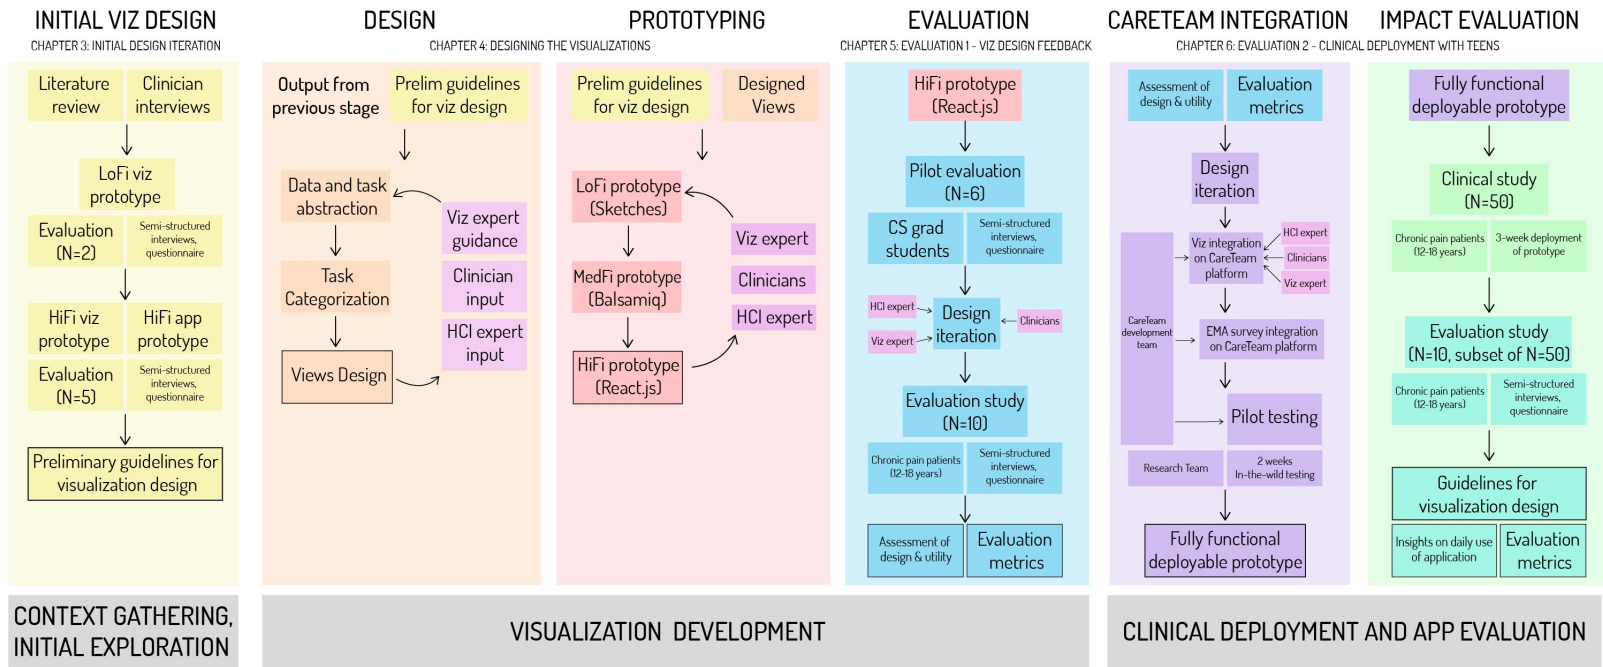 INITIAL VIZ DESIGN
CHAPTER 3: INITIAL DESIGN ITERATION
Literature
review
Clinician
interviews
LoFi viz
prototype
Evaluation
(N=2)
Semi-structured
interviews,
questionnaire
HiFi viz
prototype
HiFi app
prototype
Evaluation
(N=5)
Semi-structured
interviews,
questionnaire
Preliminary guidelines for
visualization design
CONTEXT GATHERING,
INITIAL EXPLORATION
DESIGN
PROTOTYPING
CHAPTER 4: DESIGNING THE VISUALIZATIONS
Output from
previous stage
Prelim guidelines
for viz design
Data and task
abstraction
Task
Categorization
Views Design
Viz expert
guidance
Clinician
input
HCI expert
input
Prelim guidelines
for viz design
Designed
Views
LoFi prototype
(Sketches)
MedFi prototype
(Balsamiq)
HiFi prototype
(React.js)
Viz expert
Clinicians
HCI expert
EVALUATION
CHAPTER 5: EVALUATION 1 - VIZ DESIGN FEEDBACK
HiFi prototype
(React.js)
Pilot evaluation
(N=6)
CS grad
students
Semi-structured
interviews,
questionnaire
HCI expert
Viz expert
Design
iteration
Clinicians
Evaluation study
(N=10)
Chronic pain patients
(12-18 years)
Semi-structured
interviews,
questionnaire
Assessment of
design & utility
Evaluation
metrics
VISUALIZATION DEVELOPMENT
CARETEAM INTEGRATION
IMPACT EVALUATION
CHAPTER 6: EVALUATION 2 - CLINICAL DEPLOYMENT WITH TEENS
Assessment of
design & utility
Evaluation
metrics
Design
iteration
Viz integration
on CareTeam
platform
HCI expert
Clinicians
Viz expert
CareTeam
development
team
EMA survey integration
on CareTeam platform
Pilot testing
Research Team
2 weeks
In-the-wild testing
Fully functional
deployable prototype
Fully functional
deployable prototype
Clinical study
(N=50)
Chronic pain patients
(12-18 years)
3-week deployment
of prototype
Evaluation study
(N=10, subset of N=50)
Chronic pain patients
(12-18 years)
Semi-structured
interviews,
questionnaire
Guidelines for
visualization design
Insights on daily use
of application
Evaluation
metrics
CLINICAL DEPLOYMENT AND APP EVALUATION